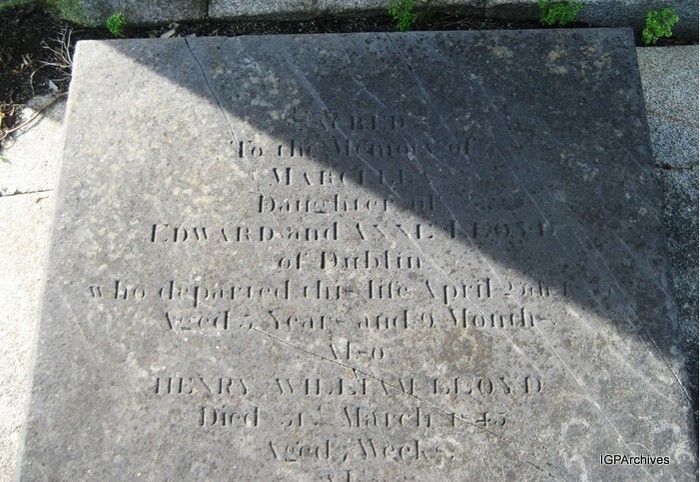 SACRED
To the Memory of
Daughter of
EDWARD and ANNE LLOYD
of Dublin
who departed this life April
Aged 5 Years and 9 Months
Also
HENRY WILLIAM LLOYD
Died 31. March 1845
Aged Weeks
IGPArchives